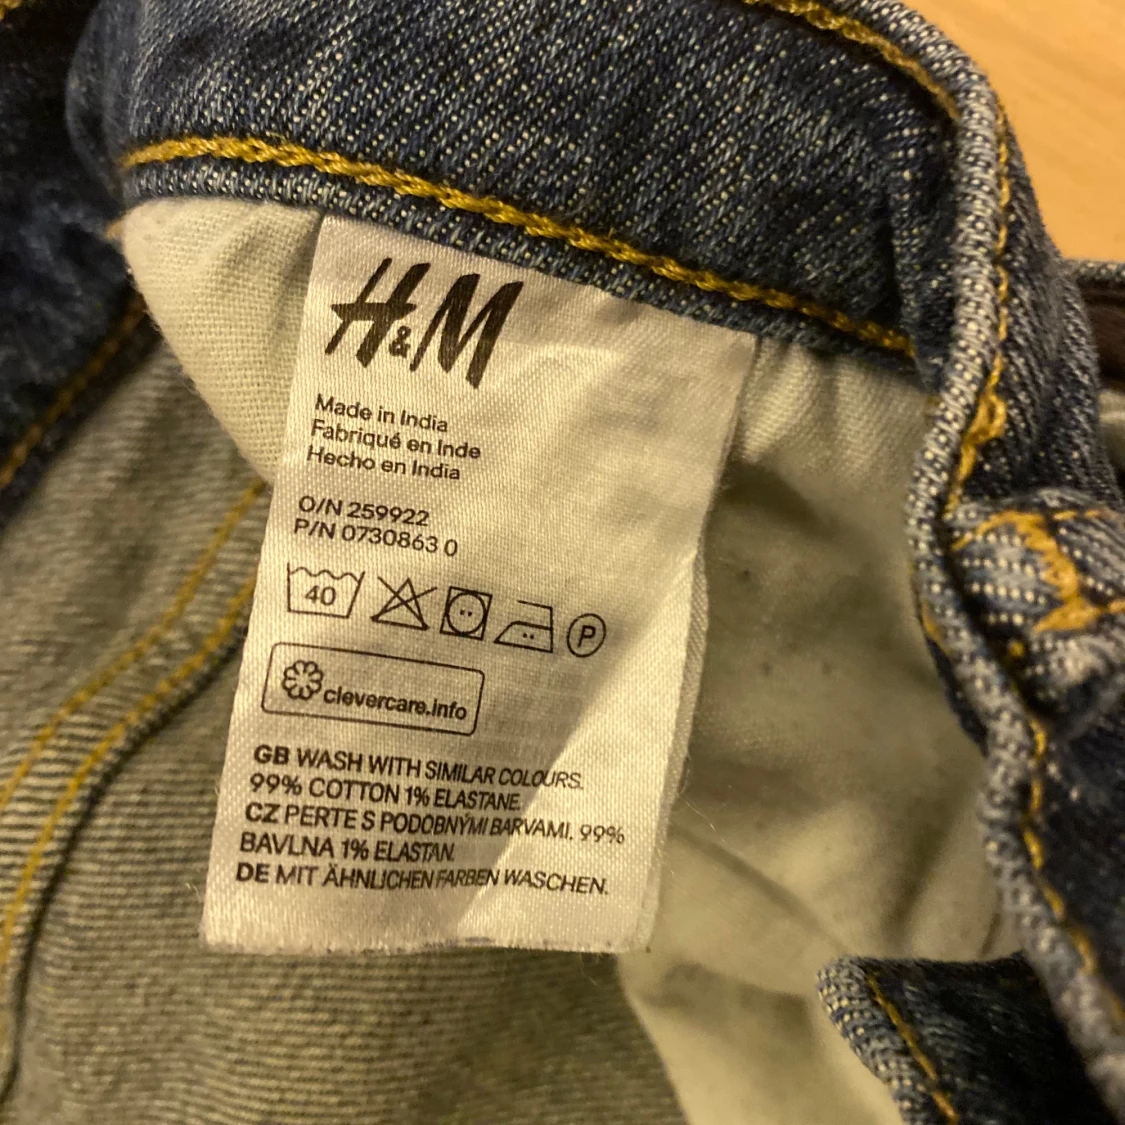 H&M
Made in India
Fabriqué en Inde
Hecho en India
O/N 259922
P/N 0730863 0
40 P
clevercare.info
GB WASH WITH SIMILAR COLOURS.
99% COTTON 1% ELASTANE.
CZ PERTE S PODOBNÝMI BARVAMI. 99%
BAVLNA 1% ELASTAN.
DE MIT ÄHNLICHEN FARBEN WASCHEN.